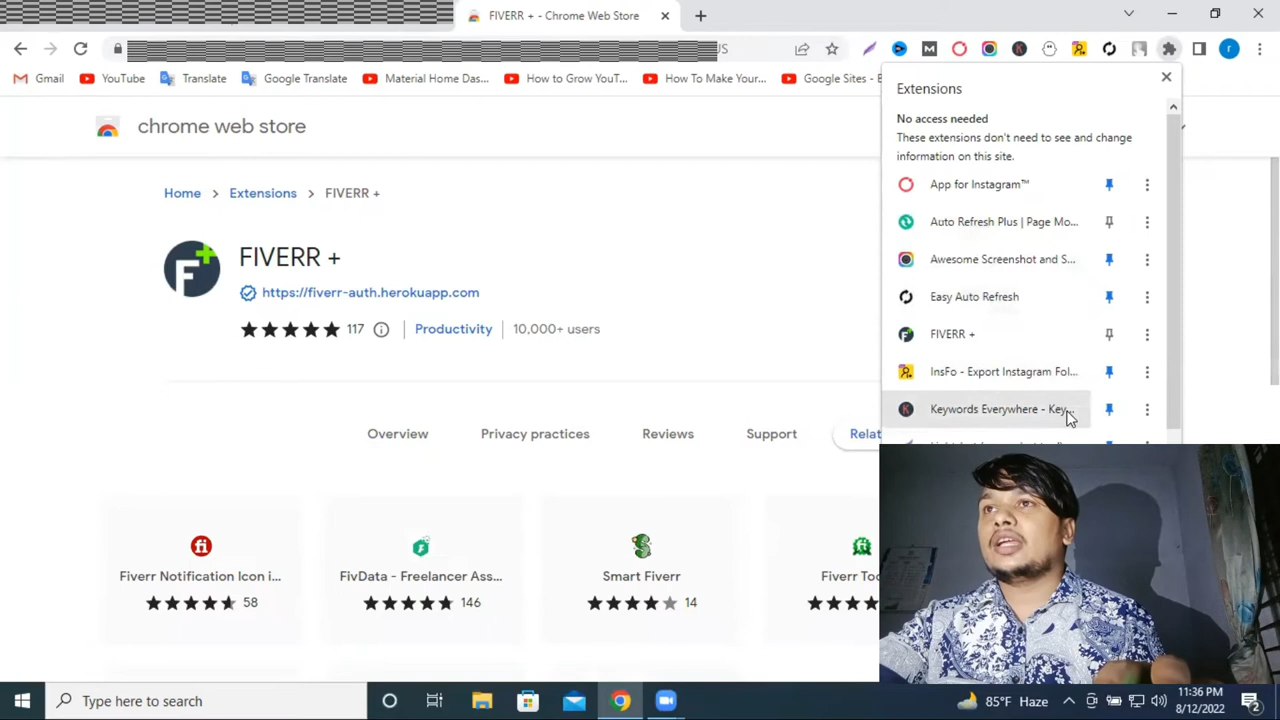 FIVERR + - Chrome Web Store
US
Gmail
YouTube
Translate
Google Translate
Material Home Das...
How to Grow YouT...
How To Make Your...
Google Sites -
chrome web store
Home
Extensions
FIVERR +
FIVERR +
https://fiverr-auth.herokuapp.com
117
Productivity
10,000+ users
Overview
Privacy practices
Reviews
Support
Fiverr Notification Icon i...
58
FivData - Freelancer Ass...
146
Smart Fiverr
14
Fiverr
Extensions
No access needed
These extensions don't need to see and change
information on this site.
App for Instagram™
Auto Refresh Plus | Page Mo...
Awesome Screenshot and S...
Easy Auto Refresh
FIVERR +
InsFo - Export Instagram Fol...
Keywords Everywhere - Key...
Type here to search
85°F Haze
11:36 PM
8/12/2022
2